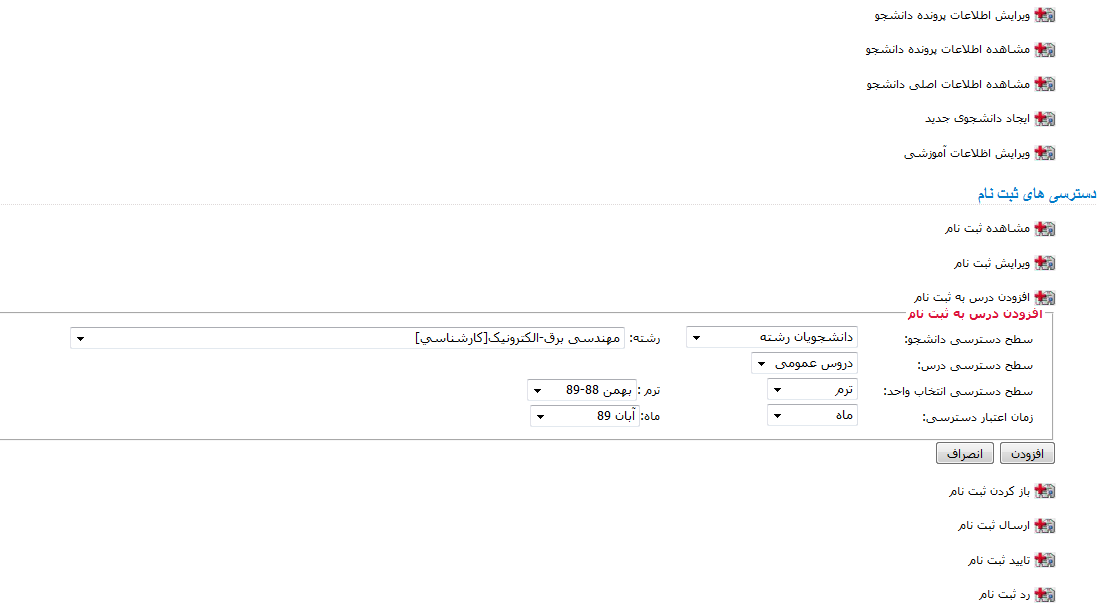 ویرایش اطلاعات پرونده دانشجو
مشاهده اطلاعات پرونده دانشجو
مشاهده اطلاعات اصلی دانشجو
ایجاد دانشجوی جدید
ویرایش اظلاعات آموزشی
دسترسی های ثبت نام
مشاهده ثبت نام
ویرایش ثبت نام
افزودن درس به ثبت نام
افزودن درس به ثبت نام
سطح دسترسی دانشجو: دانشجویان رشته رشته: مهندسی برق-الکترونیک[کارشناسي]
سطح دسترسی درس: دروس عمومی
سطح دسترسی انتخاب واحد: ترم ترم : بهمن 88-89
زمان اعتبار دسترسی: ماه ماه: آبان 89
افزودن انصراف
باز کردن ثبت نام
ارسال ثبت نام
تایید ثبت نام
رد ثبت نام